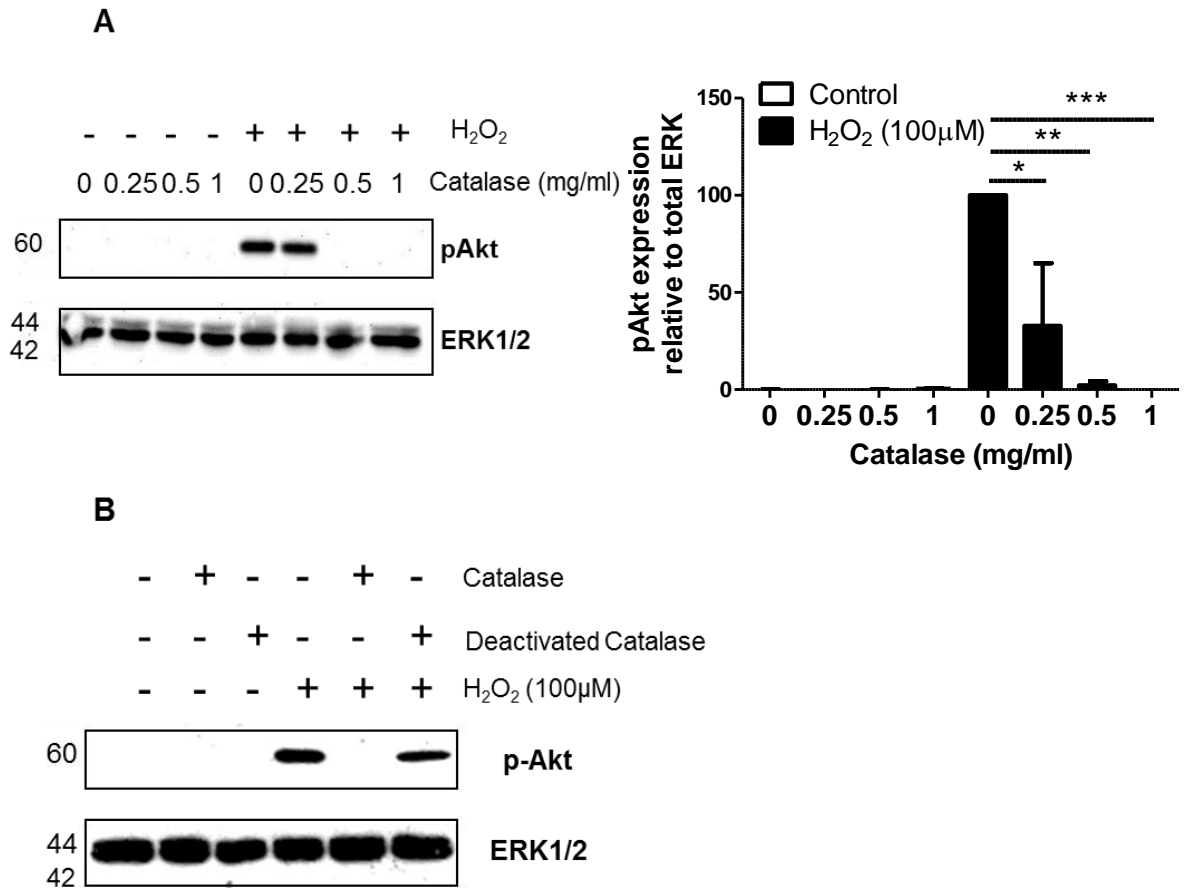 A
- - - - + + + + H₂O₂
0 0.25 0.5 1 0 0.25 0.5 1 Catalase (mg/ml)
60 pAkt
44
42 ERK1/2
Control
H₂O₂ (100µM)
***
**
*
pAkt expression
relative to total ERK
150
100
50
0
0 0.25 0.5 1 0 0.25 0.5 1
Catalase (mg/ml)
B
- + - - + - Catalase
- - + - - + Deactivated Catalase
- - - + + + H₂O₂ (100µM)
60 p-Akt
44 ERK1/2
42